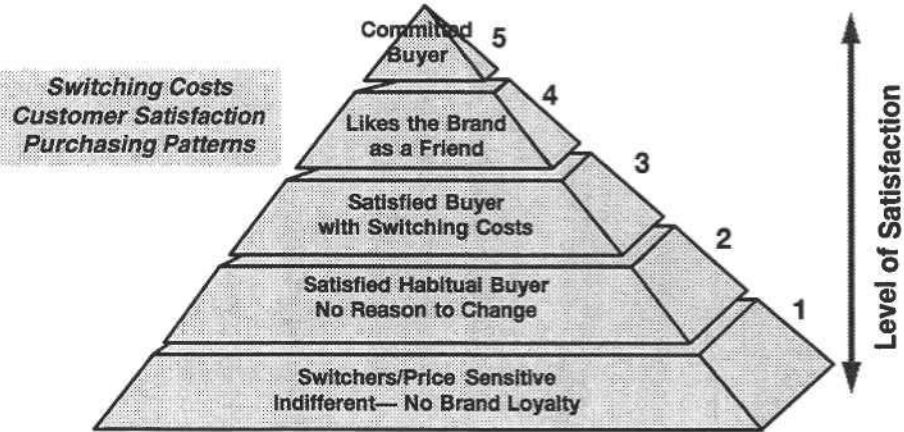 Committed
Buyer
5
Switching Costs
Customer Satisfaction
Purchasing Patterns
Likes the Brand
as a Friend
4
Satisfied Buyer
with Switching Costs
3
Satisfied Habitual Buyer
No Reason to Change
2
Switchers/Price Sensitive
Indifferent— No Brand Loyalty
1
Level of Satisfaction